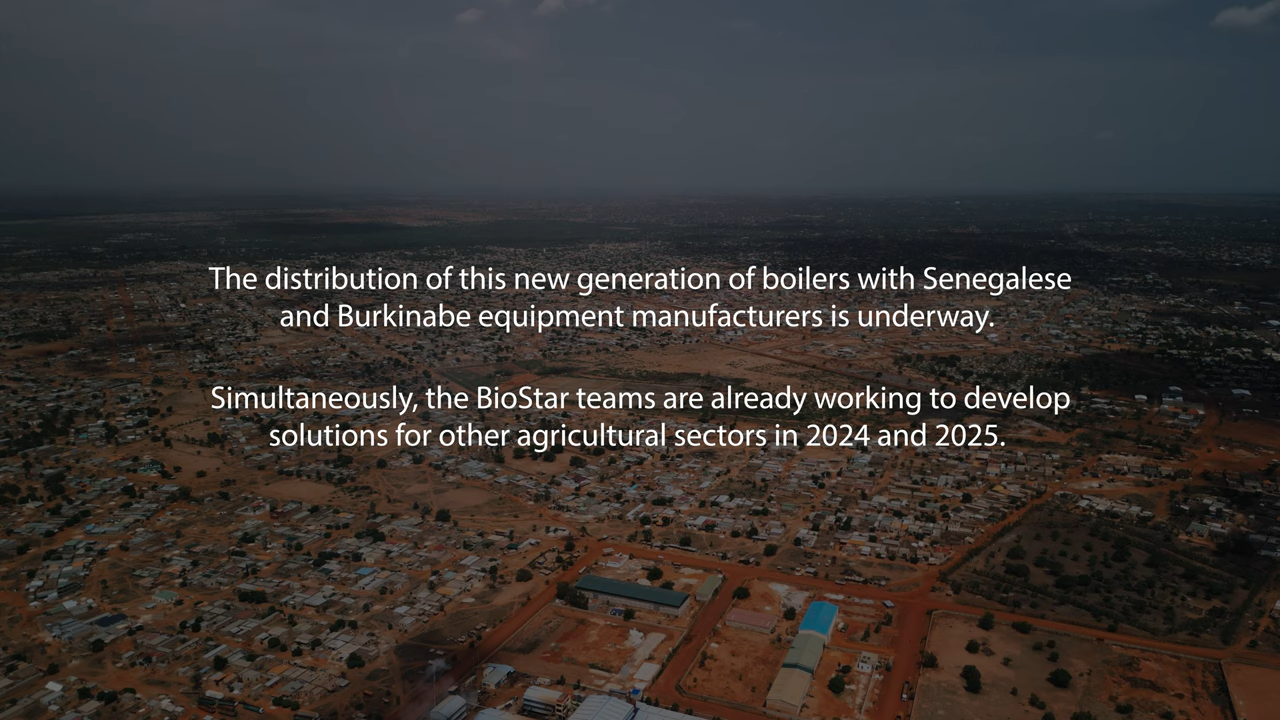 The distribution of this new generation of boilers with Senegalese
and Burkinabe equipment manufacturers is underway.
Simultaneously, the BioStar teams are already working to develop
solutions for other agricultural sectors in 2024 and 2025.